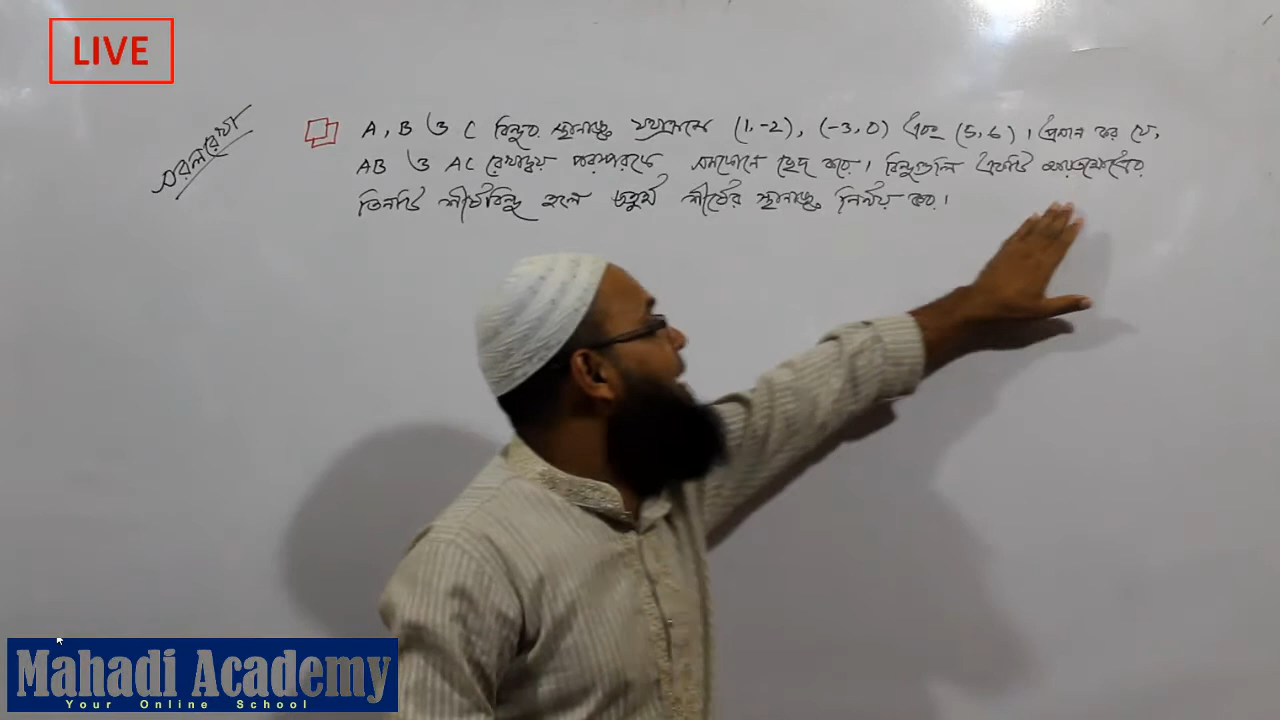 LIVE
সরলরেখা
A, B ও C বিন্দুর স্থানাঙ্ক যথাক্রমে (1,-2), (-3,0) এবং (5,6) । প্রমাণ কর যে,
AB ও AC রেখাদ্বয় পরস্পরকে সমকোণে ছেদ করে । বিন্দুগুলি একটি আয়তক্ষেত্রের
তিনটি শীর্ষবিন্দু হলে চতুর্থ শীর্ষের স্থানাঙ্ক নির্ণয় কর ।
Mahadi Academy
Your Online School